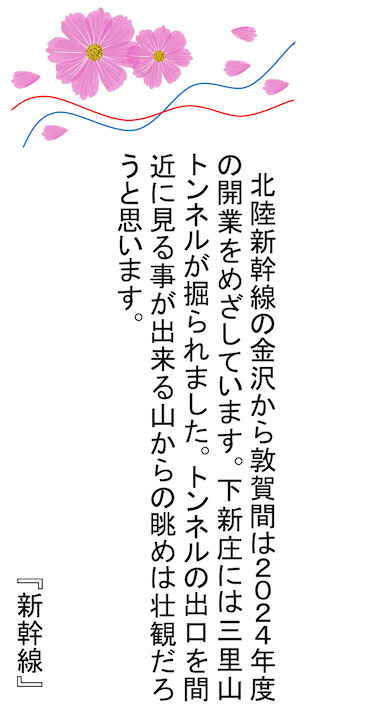 北陸新幹線の金沢から敦賀間は2024年度
の開業をめざしています。下新庄には三里山
トンネルが掘られました。トンネルの出口を間
近に見る事が出来る山からの眺めは壮観だろ
うと思います。
『新幹線』